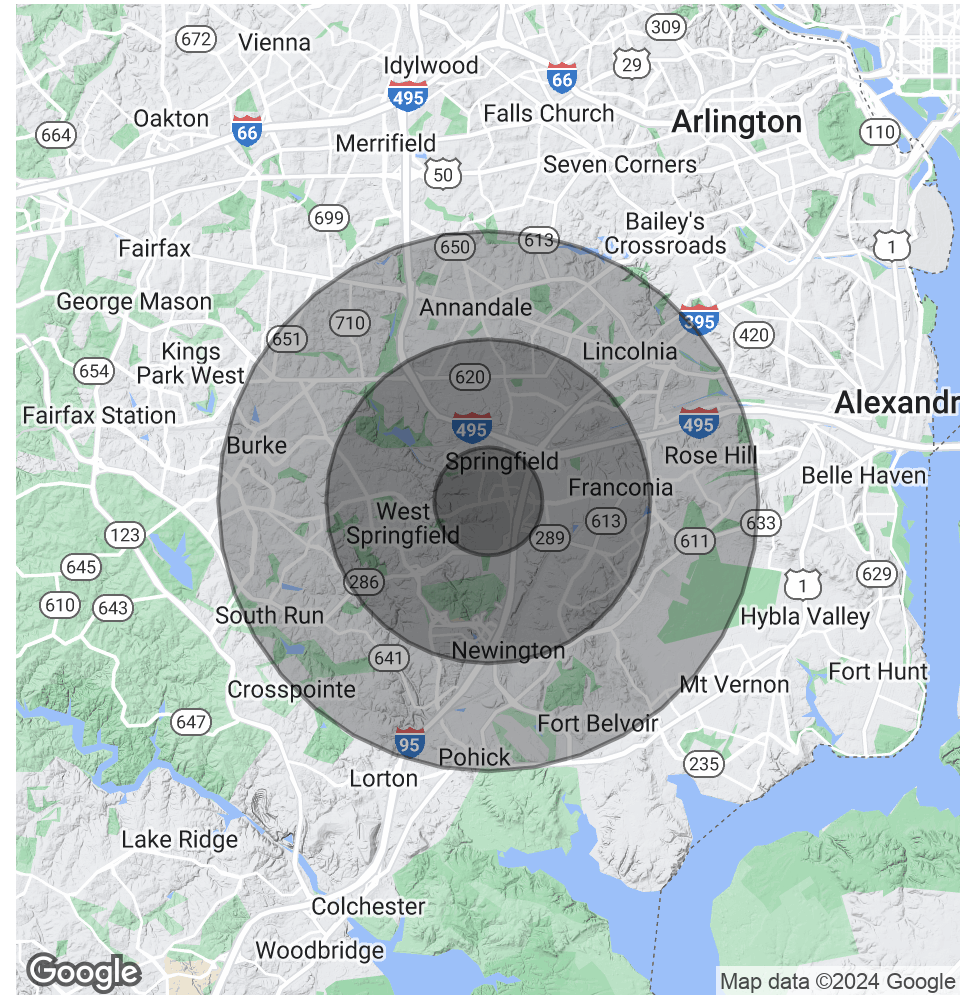 309
672
Vienna
29
Idylwood
66
495
Falls Church
Oakton
Arlington
66
664
110
Merrifield
Seven Corners
50
699
Bailey's
Crossroads
613
650
Fairfax
1
George Mason
Annandale
395
710
651
420
Kings
Park West
Lincolnia
654
620
Alexandr
Fairfax Station
495
495
Burke
Rose Hill
Springfield
Belle Haven
Franconia
West
Springfield
613
633
123
289
611
645
629
286
1
610
643
South Run
Hybla Valley
Newington
641
Fort Hunt
Mt Vernon
Crosspointe
647
Fort Belvoir
95
Pohick
235
Lorton
Lake Ridge
Colchester
Woodbridge
Google
Map data ©2024 Google